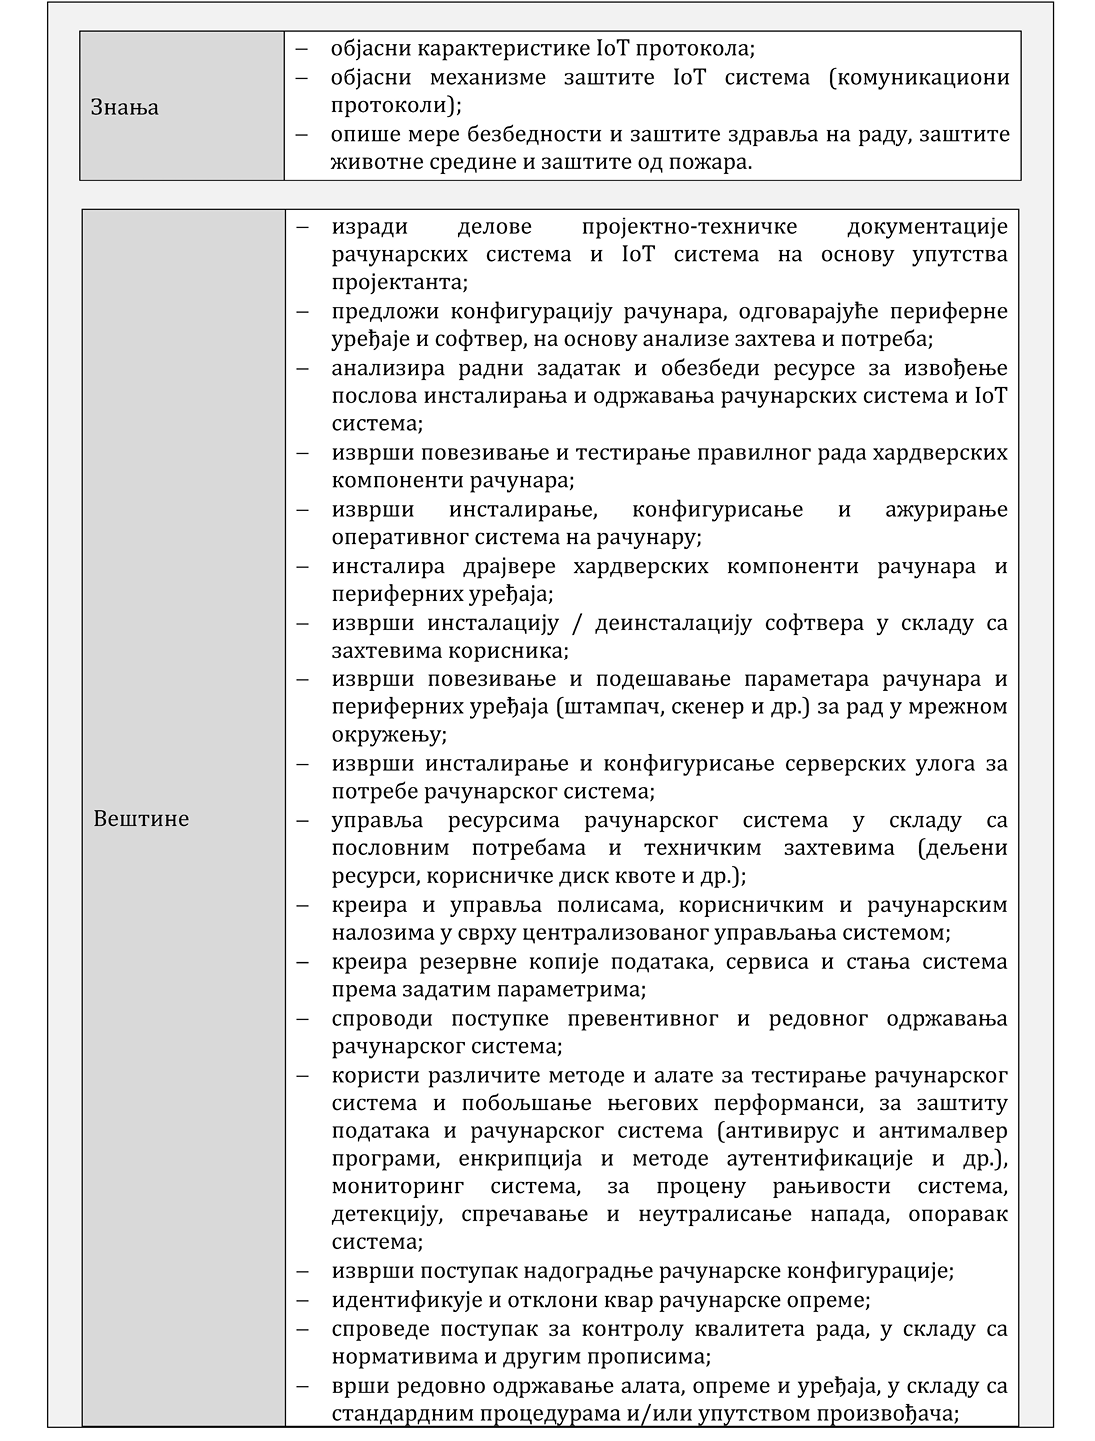 Знања
– објасни карактеристике IoT протокола;
– објасни механизме заштите IoT система (комуникациони
протоколи);
– опише мере безбедности и заштите здравља на раду, заштите
животне средине и заштите од пожара.
Вештине
– изради делове пројектно-техничке документације
рачунарских система и IoT система на основу упутства
пројектанта;
– предложи конфигурацију рачунара, одговарајуће периферне
уређаје и софтвер, на основу анализе захтева и потреба;
– анализира радни задатак и обезбеди ресурсе за извођење
послова инсталирања и одржавања рачунарских система и IoT
система;
– изврши повезивање и тестирање правилног рада хардверских
компоненти рачунара;
– изврши инсталирање, конфигурисање и ажурирање
оперативног система на рачунару;
– инсталира драјвере хардверских компоненти рачунара и
периферних уређаја;
– изврши инсталацију / деинсталацију софтвера у складу са
захтевима корисника;
– изврши повезивање и подешавање параметара рачунара и
периферних уређаја (штампач, скенер и др.) за рад у мрежном
окружењу;
– изврши инсталирање и конфигурисање серверских улога за
потребе рачунарског система;
– управља ресурсима рачунарског система у складу са
пословним потребама и техничким захтевима (дељени
ресурси, корисничке диск квоте и др.);
– креира и управља полисама, корисничким и рачунарским
налозима у сврху централизованог управљања системом;
– креира резервне копије података, сервиса и стања система
према задатим параметрима;
– спроводи поступке превентивног и редовног одржавања
рачунарског система;
– користи различите методе и алате за тестирање рачунарског
система и побољшање његових перформанси, за заштиту
података и рачунарског система (антивирус и антималвер
програми, енкрипција и методе аутентификације и др.),
мониторинг система, за процену рањивости система,
детекцију, спречавање и неутралисање напада, опоравак
система;
– изврши поступак надоградње рачунарске конфигурације;
– идентификује и отклони квар рачунарске опреме;
– спроведе поступак за контролу квалитета рада, у складу са
нормативима и другим прописима;
– врши редовно одржавање алата, опреме и уређаја, у складу са
стандардним процедурама и/или упутством произвођача;